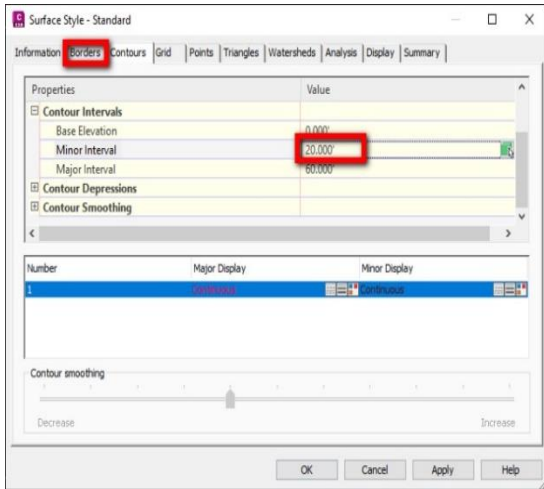 Surface Style - Standard
Information Borders Contours Grid Points Triangles Watersheds Analysis Display Summary
Properties Value
Contour Intervals
Base Elevation 0.000'
Minor Interval 20.000'
Major Interval 60.000'
Contour Depressions
Contour Smoothing
Number Major Display Minor Display
1 Continuous Continuous
Contour smoothing
Decrease Increase
OK Cancel Apply Help